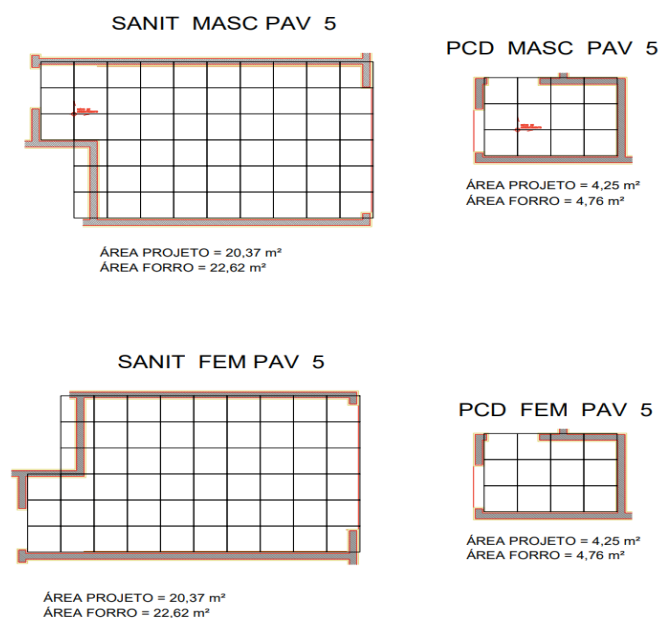 SANIT MASC PAV 5
PCD MASC PAV 5
ÁREA PROJETO = 4,25 m²
ÁREA FORRO = 4,76 m²
ÁREA PROJETO = 20,37 m²
ÁREA FORRO = 22,62 m²
SANIT FEM PAV 5
PCD FEM PAV 5
ÁREA PROJETO = 4,25 m²
ÁREA FORRO = 4,76 m²
ÁREA PROJETO = 20,37 m²
ÁREA FORRO = 22,62 m²